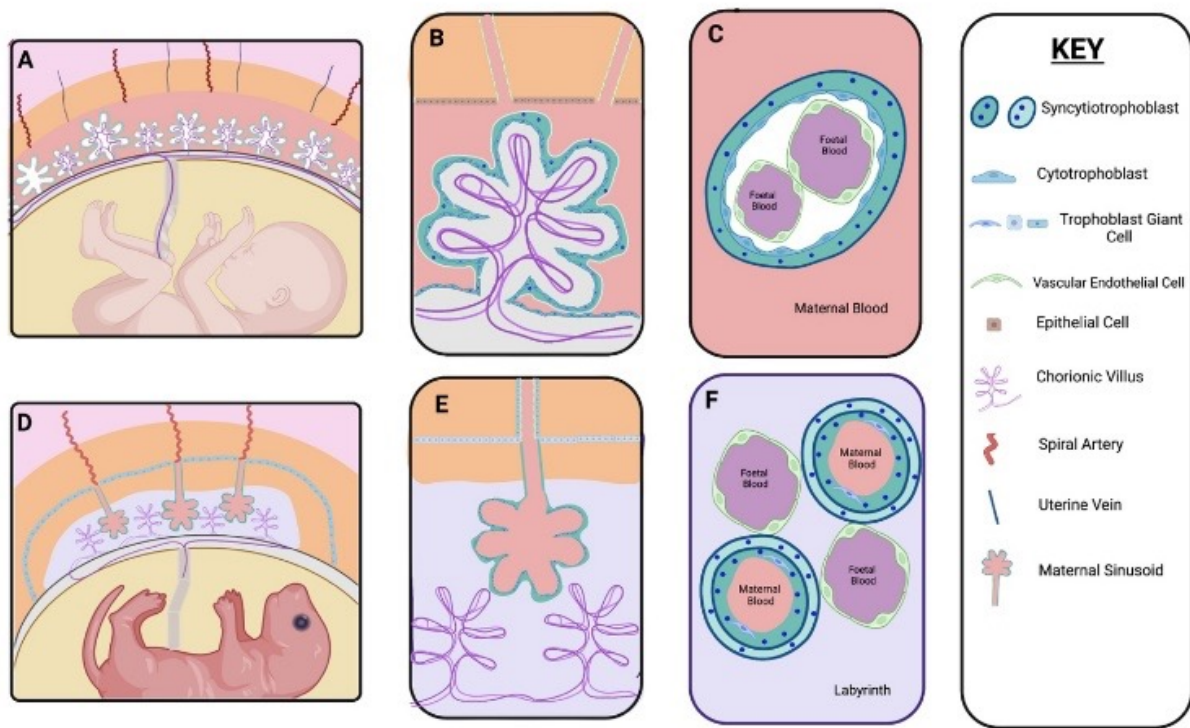 A
B
C
Foetal
Blood
Foetal
Blood
Maternal Blood
D
E
F
Maternal
Blood
Foetal
Blood
Foetal
Blood
Maternal
Blood
Labyrinth
KEY
Syncytiotrophoblast
Cytotrophoblast
Trophoblast Giant
Cell
Vascular Endothelial Cell
Epithelial Cell
Chorionic Villus
Spiral Artery
Uterine Vein
Maternal Sinusoid